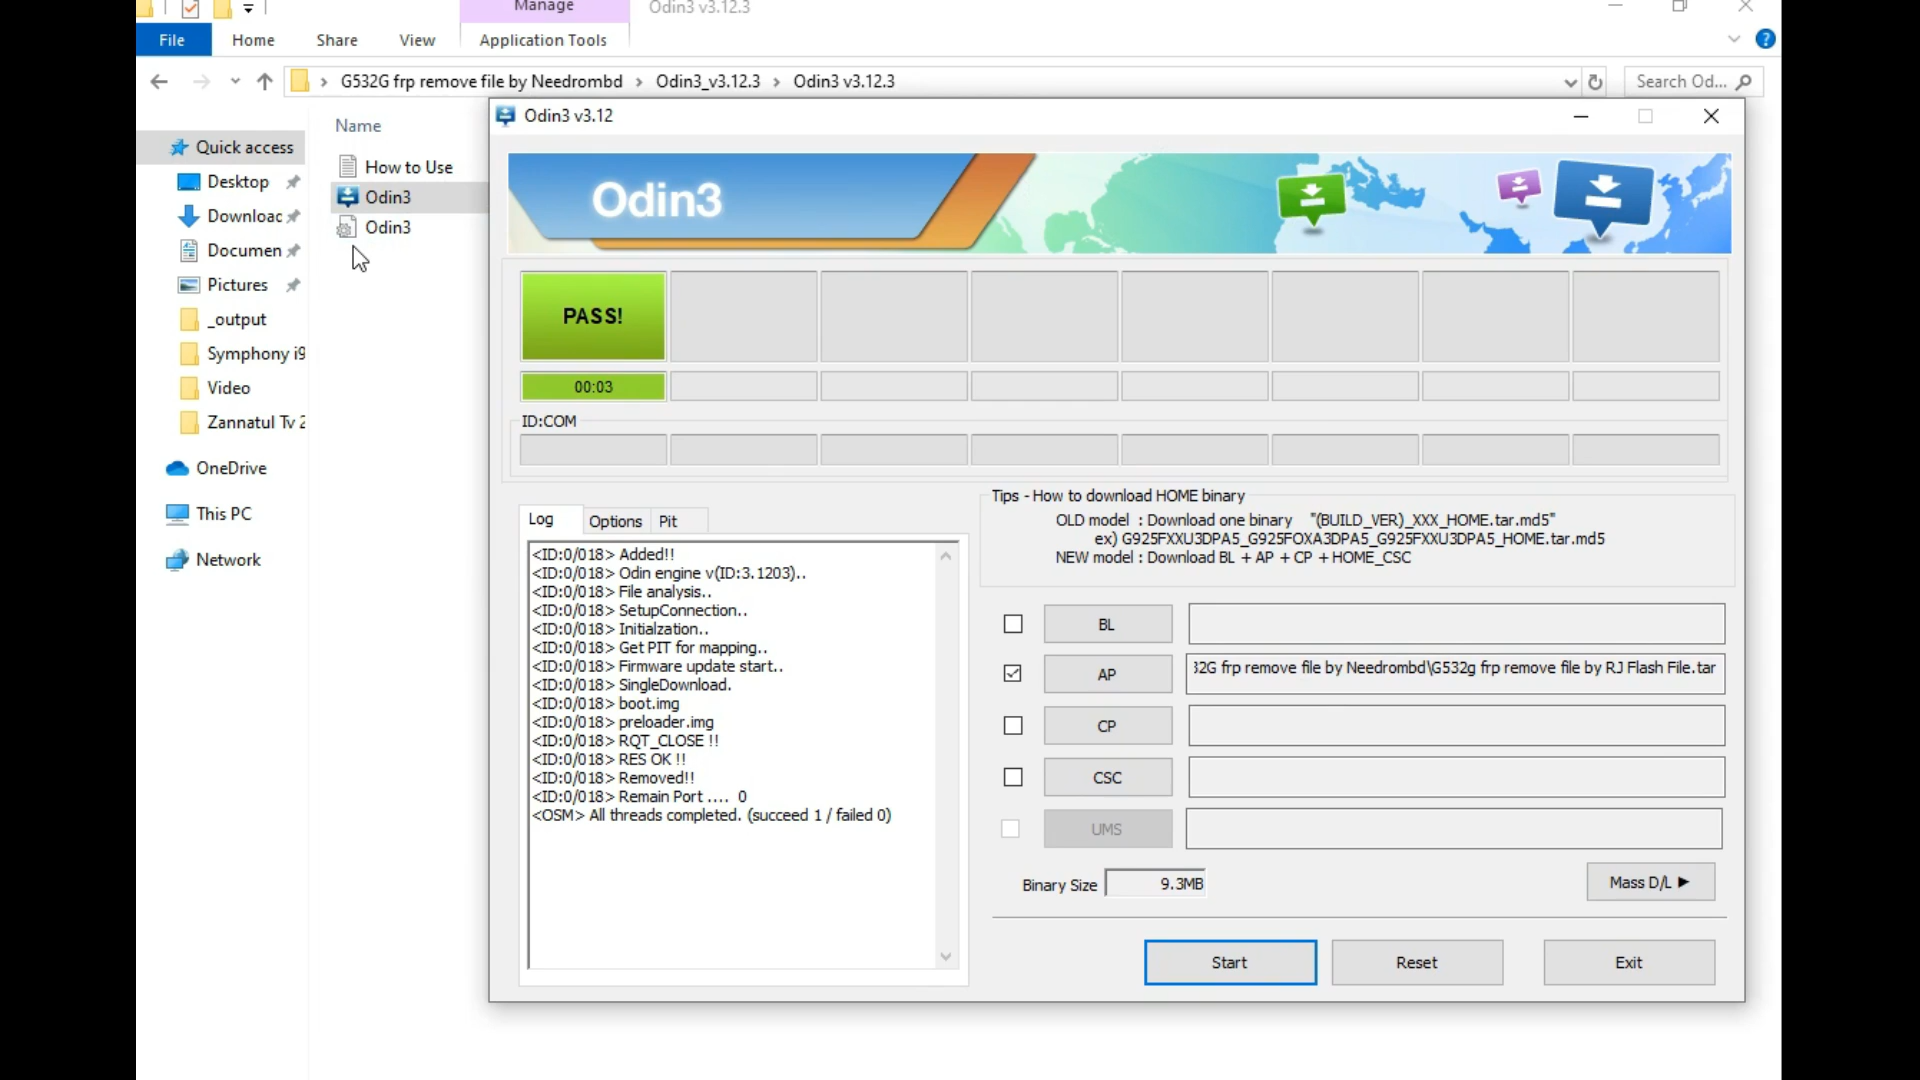 Manage
Odin3 v3.12.3
File
Home
Share
View
Application Tools
G532G frp remove file by Needrombd > Odin3_v3.12.3 > Odin3 v3.12.3
Search Od...
Quick access
Desktop
Downloac
Documen
Pictures
_output
Symphony i9
Video
Zannatul Tv 2
OneDrive
This PC
Network
Name
How to Use
Odin3
Odin3
Odin3 v3.12
Odin3
PASS!
00:03
ID:COM
Log
Options
Pit
<ID:0/018> Added!!
<ID:0/018> Odin engine v(ID:3.1203)..
<ID:0/018> File analysis..
<ID:0/018> SetupConnection..
<ID:0/018> Initialzation..
<ID:0/018> Get PIT for mapping..
<ID:0/018> Firmware update start..
<ID:0/018> SingleDownload.
<ID:0/018> boot.img
<ID:0/018> preloader.img
<ID:0/018> RQT_CLOSE !!
<ID:0/018> RES OK !!
<ID:0/018> Removed!!
<ID:0/018> Remain Port .... 0
<OSM> All threads completed. (succeed 1 / failed 0)
Tips - How to download HOME binary
OLD model : Download one binary "(BUILD_VER)_XXX_HOME.tar.md5"
ex) G925FXXU3DPA5_G925FOXA3DPA5_G925FXXU3DPA5_HOME.tar.md5
NEW model : Download BL + AP + CP + HOME_CSC
BL
AP
32G frp remove file by Needrombd\G532g frp remove file by RJ Flash File.tar
CP
CSC
UMS
Binary Size
9.3MB
Mass D/L ►
Start
Reset
Exit